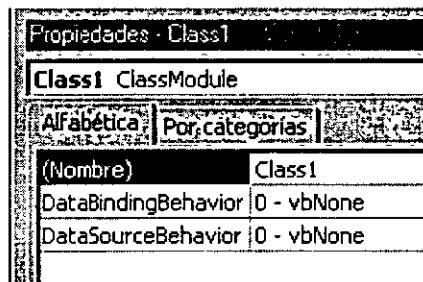 Propiedades - Class1
Class1 ClassModule
Alfabética Por categorías
(Nombre) Class1
DataBindingBehavior 0 - vbNone
DataSourceBehavior 0 - vbNone